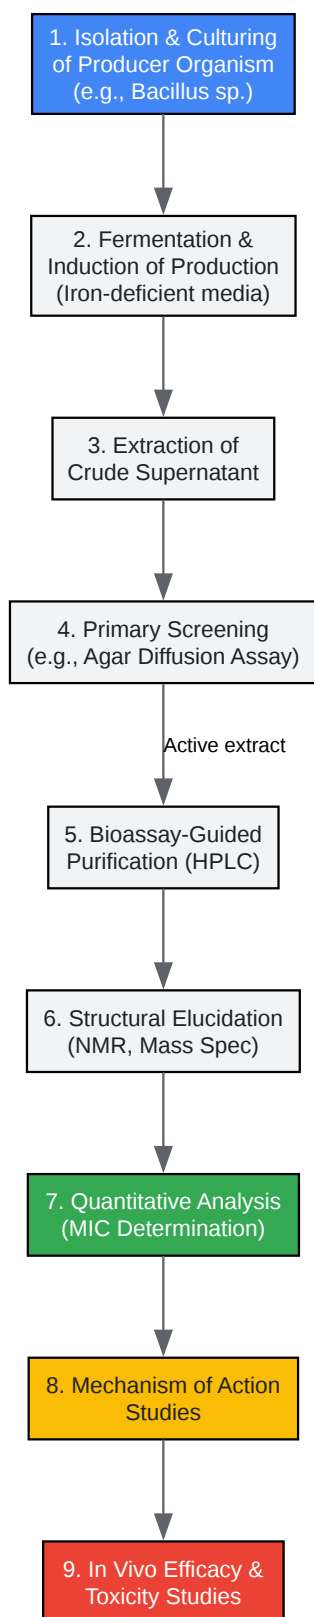 1. Isolation & Culturing
of Producer Organism
(e.g., Bacillus sp.)
2. Fermentation &
Induction of Production
(Iron-deficient media)
3. Extraction of
Crude Supernatant
4. Primary Screening
(e.g., Agar Diffusion Assay)
Active extract
5. Bioassay-Guided
Purification (HPLC)
6. Structural Elucidation
(NMR, Mass Spec)
7. Quantitative Analysis
(MIC Determination)
8. Mechanism of Action
Studies
9. In Vivo Efficacy &
Toxicity Studies